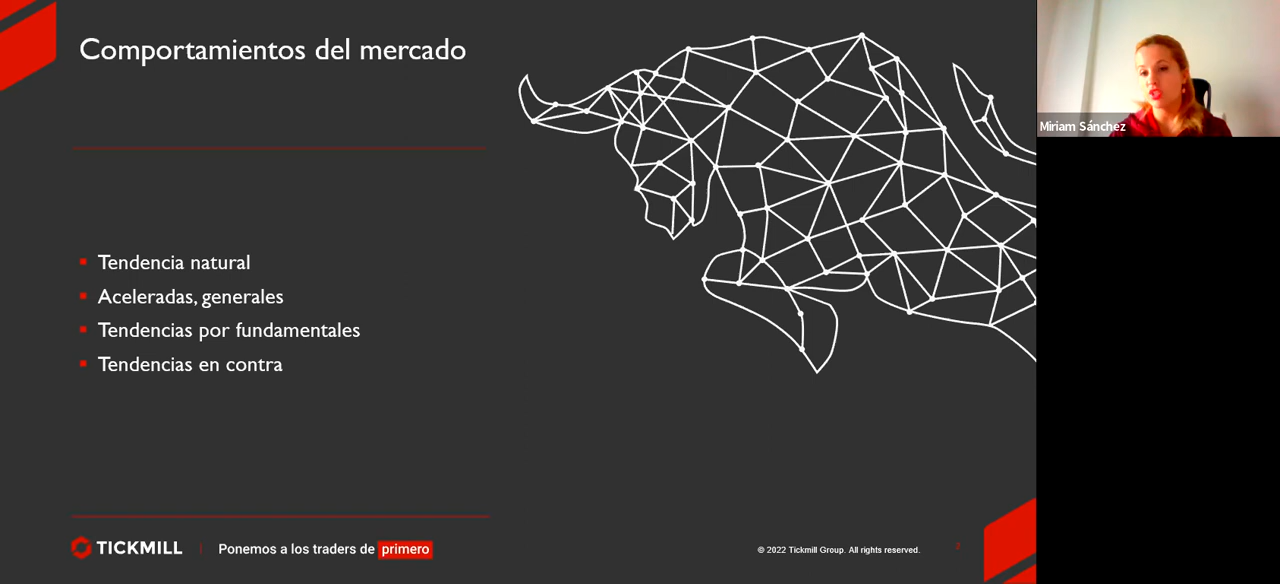 Comportamientos del mercado
Miriam Sánchez
Tendencia natural
Aceleradas, generales
Tendencias por fundamentales
Tendencias en contra
TICKMILL | Ponemos a los traders de primero
© 2022 Tickmill Group. All rights reserved.
2